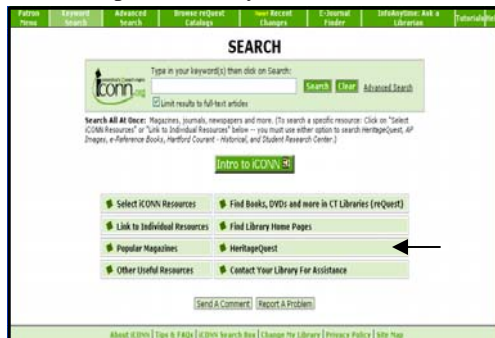 Patron Menu
Keyword Search
Advanced Search
Browse reQuest Catalogs
New! Recent Changes
E-Journal Finder
InfoAnytime: Ask a Librarian
Tutorials
SEARCH
iconn.org
Type in your keyword(s) then click on Search:
Search Clear Advanced Search
Limit results to full-text articles
Search All At Once: Magazines, journals, newspapers and more. (To search a specific resource: Click on "Select
iCONN Resources" or "Link to Individual Resources" below -- you must use either option to search HeritageQuest, AP
Images, e-Reference Books, Hartford Courant - Historical, and Student Research Center.)
Intro to iCONN
Select iCONN Resources
Find Books, DVDs and more in CT Libraries (reQuest)
Link to Individual Resources
Find Library Home Pages
Popular Magazines
HeritageQuest
Other Useful Resources
Contact Your Library For Assistance
Send A Comment Report A Problem
About iCONN | Tips & FAQs | iCONN Search Box | Change My Library | Privacy Policy | Site Map